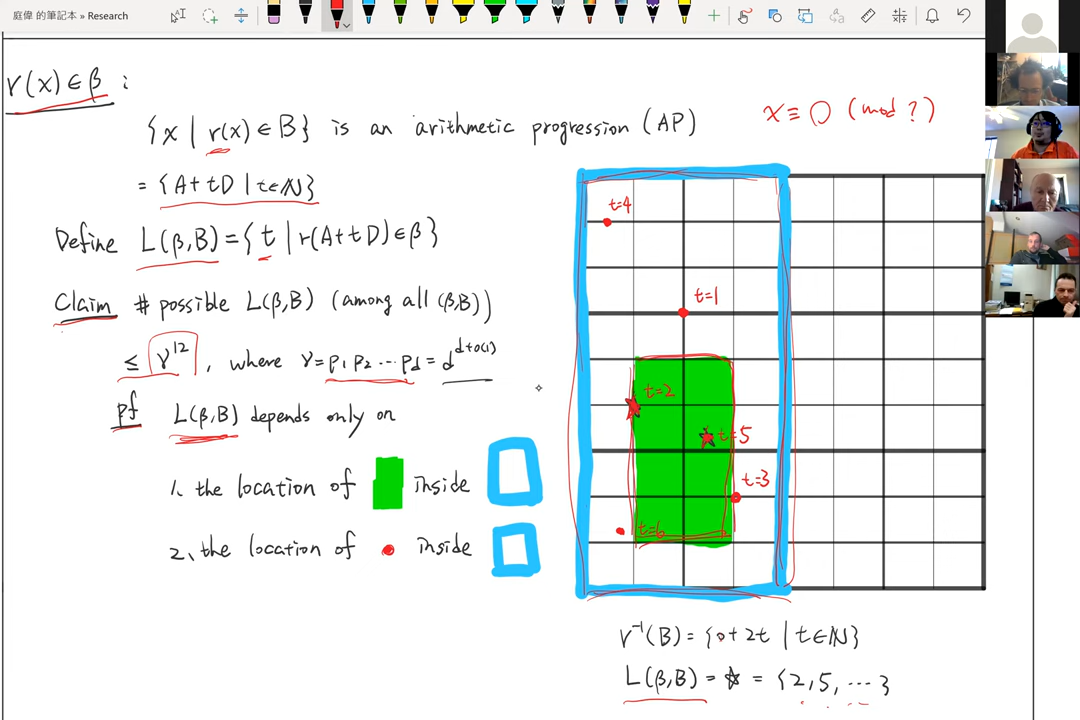 庭偉 的筆記本 » Research
r(x) ∈ β :
{x | r(x) ∈ B} is an arithmetic progression (AP)
x ≡ 0 (mod ?)
= {A+tD | t∈N}
Define L(β,B) = {t | r(A+tD) ∈ β}
Claim # possible L(β,B) (among all (β,B))
≤ r^12, where r = p1 p2 ... pd = d^{d+o(1)}
pf L(β,B) depends only on
1. the location of inside
2. the location of inside
t=4
t=1
t=2
t=5
t=3
t=6
r⁻¹(B) = {0+2t | t∈N}
L(β,B) = ☆ = {2,5, ...}